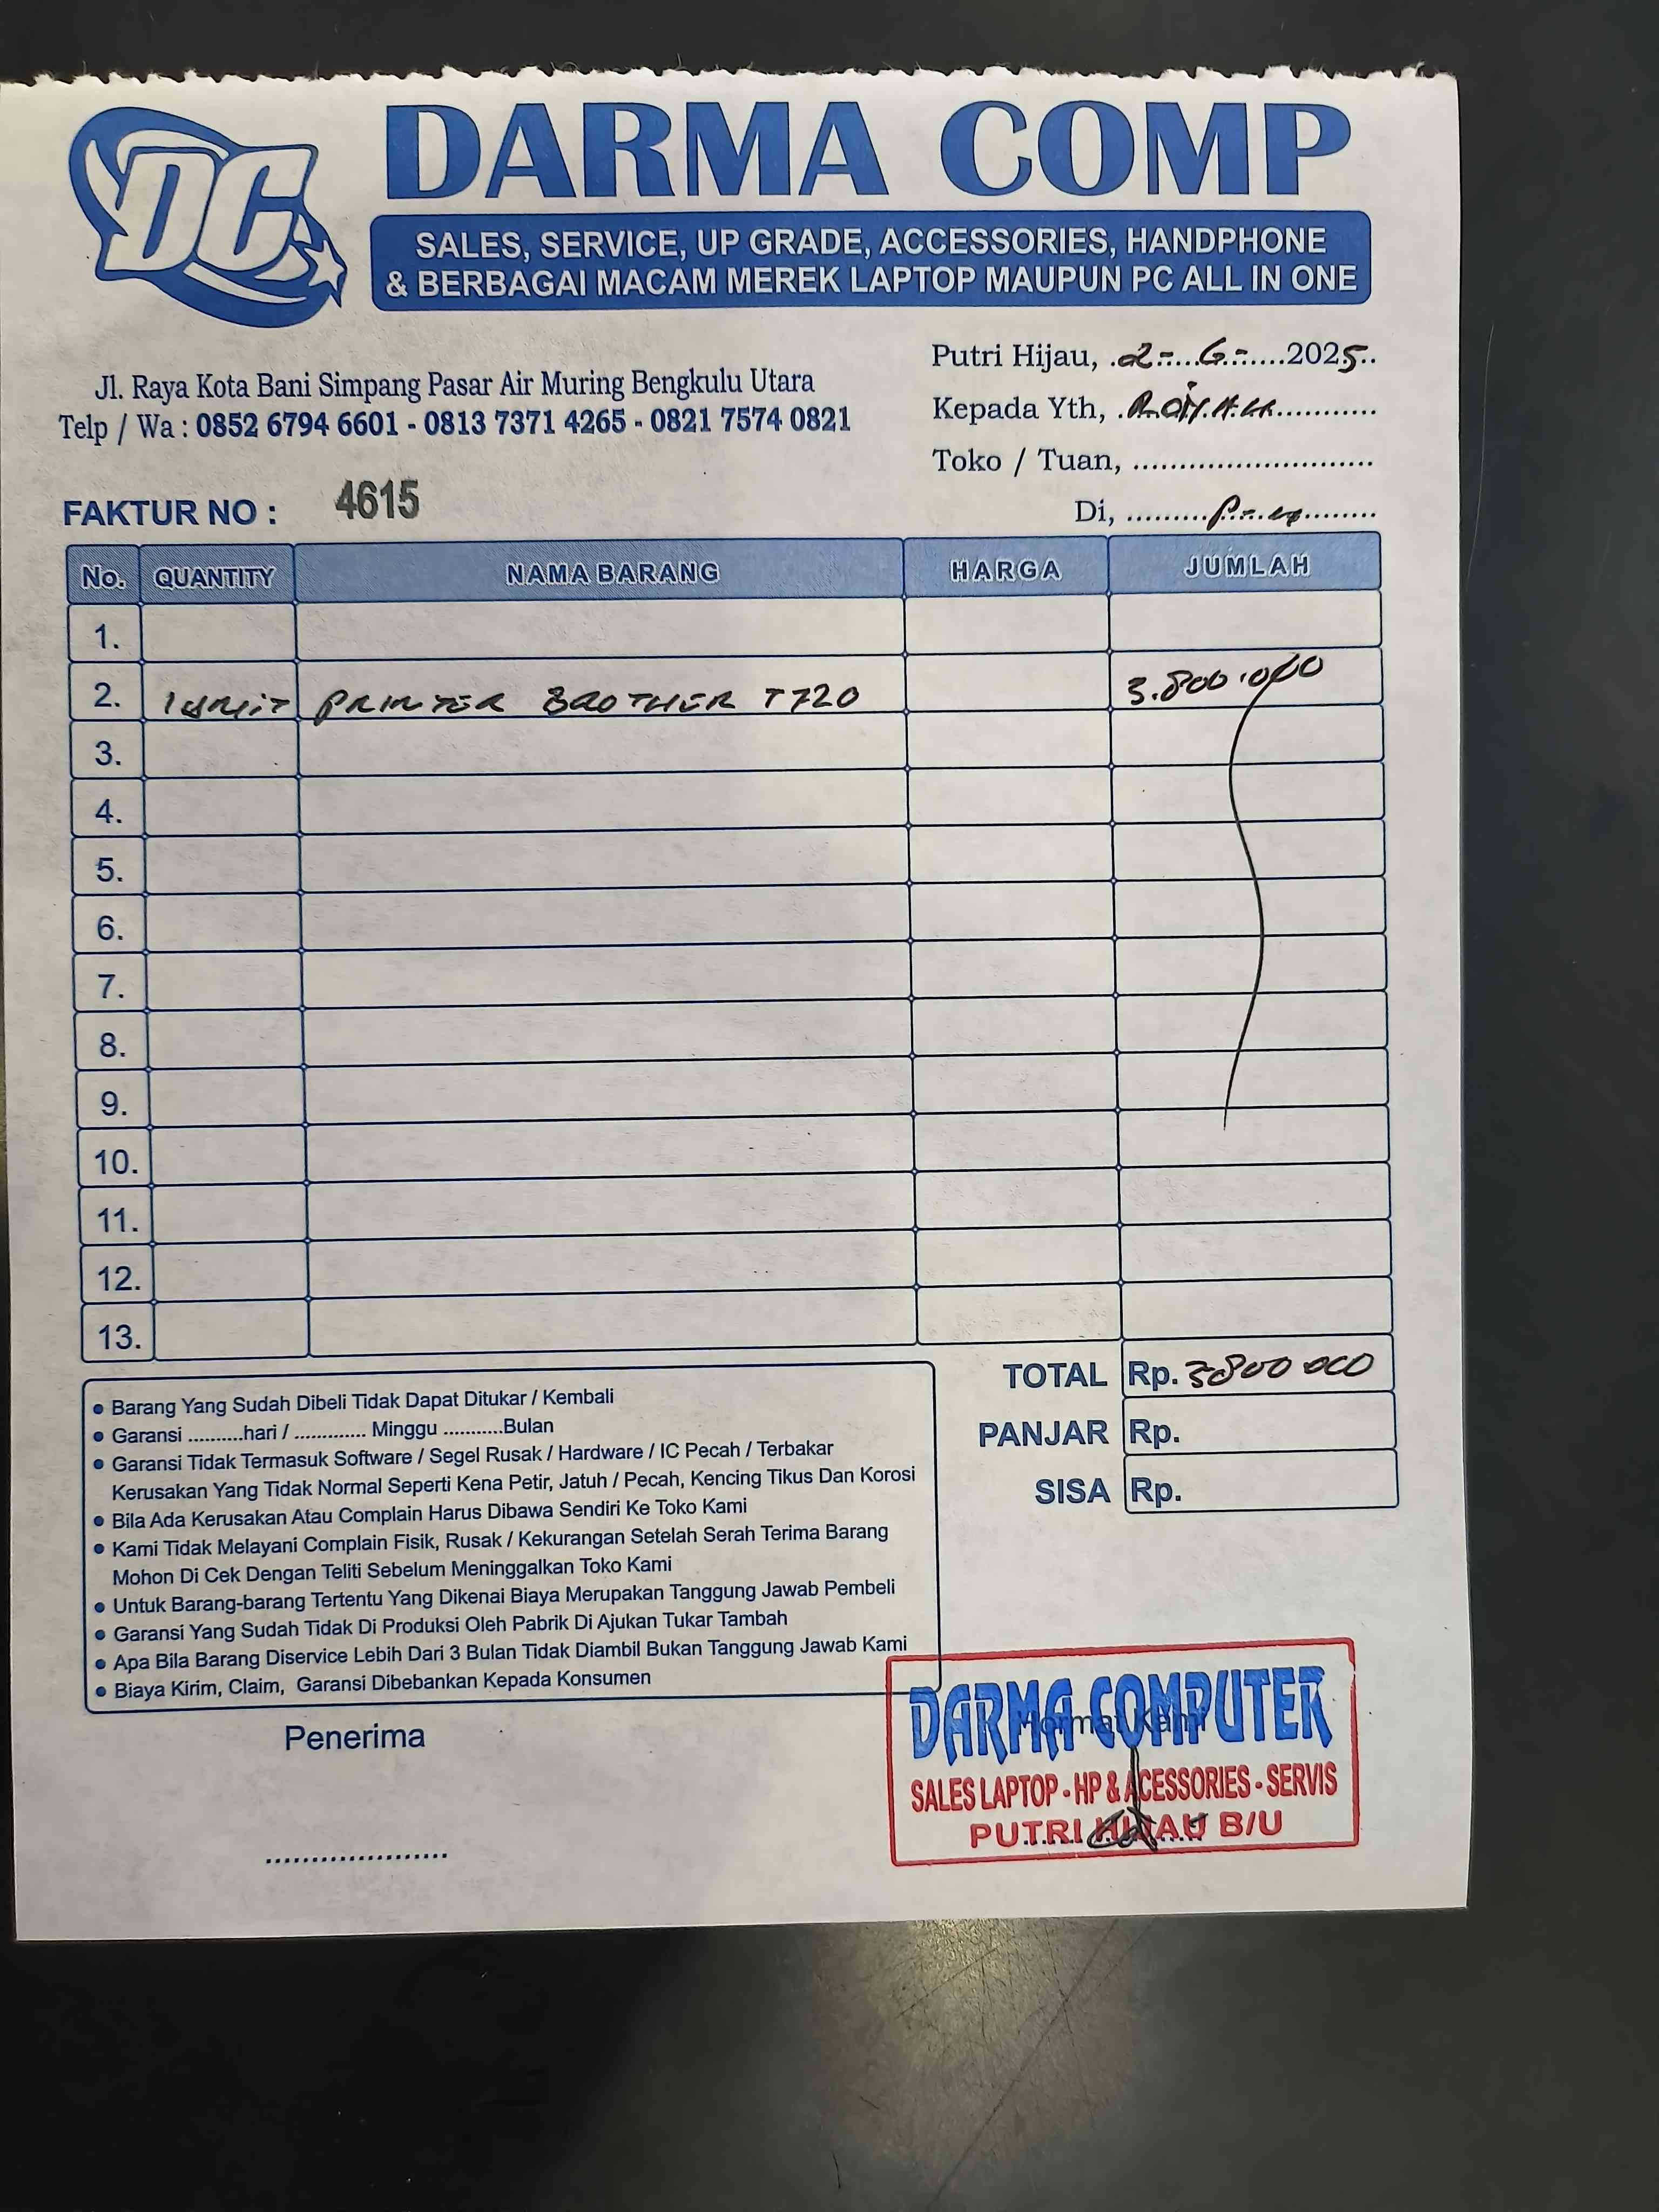 DC
DARMA COMP
SALES, SERVICE, UP GRADE, ACCESSORIES, HANDPHONE
& BERBAGAI MACAM MEREK LAPTOP MAUPUN PC ALL IN ONE
Jl. Raya Kota Bani Simpang Pasar Air Muring Bengkulu Utara
Telp / Wa : 0852 6794 6601 - 0813 7371 4265 - 0821 7574 0821
Putri Hijau, 2 - 6 - 2025
Kepada Yth,
Toko / Tuan,
Di,
FAKTUR NO : 4615
No. QUANTITY NAMA BARANG HARGA JUMLAH
1.
2. 1 UNIT PRINTER BROTHER T720 3.800.000
3.
4.
5.
6.
7.
8.
9.
10.
11.
12.
13.
TOTAL Rp. 3800 000
PANJAR Rp.
SISA Rp.
• Barang Yang Sudah Dibeli Tidak Dapat Ditukar / Kembali
• Garansi ..........hari / ............. Minggu ...........Bulan
• Garansi Tidak Termasuk Software / Segel Rusak / Hardware / IC Pecah / Terbakar
Kerusakan Yang Tidak Normal Seperti Kena Petir, Jatuh / Pecah, Kencing Tikus Dan Korosi
• Bila Ada Kerusakan Atau Complain Harus Dibawa Sendiri Ke Toko Kami
• Kami Tidak Melayani Complain Fisik, Rusak / Kekurangan Setelah Serah Terima Barang
Mohon Di Cek Dengan Teliti Sebelum Meninggalkan Toko Kami
• Untuk Barang-barang Tertentu Yang Dikenai Biaya Merupakan Tanggung Jawab Pembeli
• Garansi Yang Sudah Tidak Di Produksi Oleh Pabrik Di Ajukan Tukar Tambah
• Apa Bila Barang Diservice Lebih Dari 3 Bulan Tidak Diambil Bukan Tanggung Jawab Kami
• Biaya Kirim, Claim, Garansi Dibebankan Kepada Konsumen
Penerima
Hormat Kami
DARMA COMPUTER
SALES LAPTOP - HP & ACESSORIES - SERVIS
PUTRI HIJAU B/U